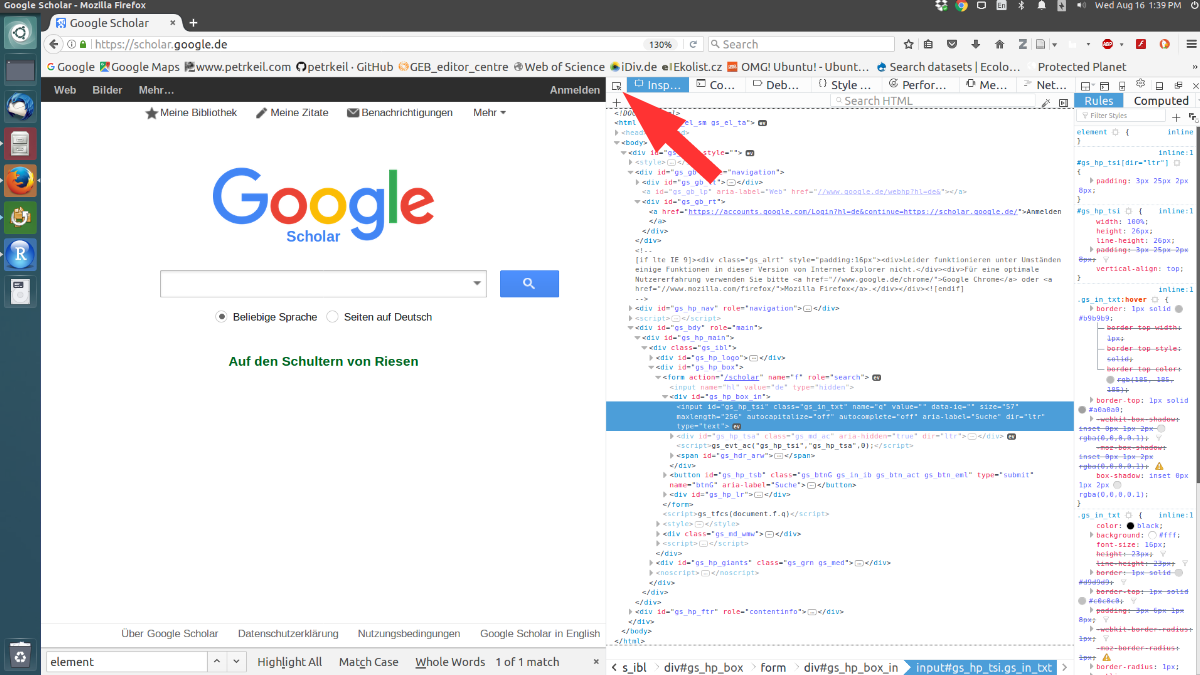 Google Scholar - Mozilla Firefox
En
Wed Aug 16 1:39 PM
Google Scholar
https://scholar.google.de
130%
Search
ABP
Google
Google Maps
www.petrkeil.com
petrkeil · GitHub
GEB_editor_centre
Web of Science
iDiv.de
Ekolist.cz
OMG! Ubuntu! - Ubun…
Search datasets | Ecolo…
Protected Planet
Web Bilder Mehr…
Anmelden
Meine Bibliothek
Meine Zitate
Benachrichtigungen
Mehr
Google
Scholar
Beliebige Sprache
Seiten auf Deutsch
Auf den Schultern von Riesen
Über Google Scholar
Datenschutzerklärung
Nutzungsbedingungen
Google Scholar in English
element
Highlight All
Match Case
Whole Words
1 of 1 match
Insp…
Co…
Deb…
{} Style …
Perfor…
Me…
Net…
Search HTML
<html
el_sm gs_el_ta"> ev
<body>
<div id="gs
style=""> ev
<style></style>
<div id="gs_gb
"navigation">
<div id="gs_gb
></div>
<a id="gs_gb_lp" aria-label="Web" href="//www.google.de/webhp?hl=de&"></a>
<div id="gs_gb_rt">
<a href="https://accounts.google.com/Login?hl=de&continue=https://scholar.google.de/">Anmelden
</a>
</div>
</div>
<!--
[if lte IE 9]><div class="gs_alrt" style="padding:16px"><div>Leider funktionieren unter Umständen
einige Funktionen in dieser Version von Internet Explorer nicht.</div><div>Für eine optimale
Nutzererfahrung verwenden Sie bitte <a href="//www.google.de/chrome/">Google Chrome</a> oder <a
href="//www.mozilla.com/firefox/">Mozilla Firefox</a>.</div></div><![endif]
-->
<div id="gs_hp_nav" role="navigation"></div>
<script></script>
<div id="gs_bdy" role="main">
<div id="gs_hp_main">
<div class="gs_ibl">
<div id="gs_hp_logo"></div>
<div id="gs_hp_box">
<form action="/scholar" name="f" role="search"> ev
<input name="hl" value="de" type="hidden">
<div id="gs_hp_box_in">
<input id="gs_hp_tsi" class="gs_in_txt" name="q" value="" data-iq="" size="57"
maxlength="256" autocapitalize="off" autocomplete="off" aria-label="Suche" dir="ltr"
type="text"> ev
<div id="gs_hp_tsa" class="gs_md_ac" aria-hidden="true" dir="ltr"></div> ev
<script>gs_evt_ac("gs_hp_tsi","gs_hp_tsa",0);</script>
<span id="gs_hdr_arw"></span>
</div>
<button id="gs_hp_tsb" class="gs_btnG gs_in_ib gs_btn_act gs_btn_eml" type="submit"
name="btnG" aria-label="Suche"></button>
<div id="gs_hp_lr"></div>
</form>
<script>gs_tfcs(document.f.q)</script>
<style></style>
<div class="gs_md_wmw"></div>
<script></script>
</div>
<div id="gs_hp_giants" class="gs_grn gs_med"></div>
<noscript></noscript>
</div>
</div>
</div>
<div id="gs_hp_ftr" role="contentinfo"></div>
</div>
</body>
</html>
s_ibl
div#gs_hp_box
form
div#gs_hp_box_in
input#gs_hp_tsi.gs_in_txt
Rules
Computed
Filter Styles
element { inline
}
inline:1
#gs_hp_tsi[dir="ltr"]
{
padding: 3px 25px 2px
8px;
}
#gs_hp_tsi { inline:1
width: 100%;
height: 26px;
line-height: 26px;
padding: 3px 25px 2px
8px;
vertical-align: top;
}
inline:1
.gs_in_txt:hover {
border: 1px solid
#b9b9b9;
border-top-width:
1px;
border-top-style:
solid;
border-top-color:
rgb(185, 185,
185);
border-top: 1px solid
#a0a0a0;
-webkit-box-shadow:
inset 0px 1px 2px
rgba(0,0,0,0.1);
-moz-box-shadow:
inset 0px 1px 2px
rgba(0,0,0,0.1);
box-shadow: inset 0px
1px 2px
rgba(0,0,0,0.1);
}
.gs_in_txt { inline:1
color: black;
background: #fff;
font-size: 16px;
height: 23px;
line-height: 23px;
border: 1px solid
#d9d9d9;
border-top: 1px solid
#c0c0c0;
padding: 3px 6px 1px
8px;
-webkit-border-radius:
1px;
-moz-border-radius:
1px;
border-radius: 1px;